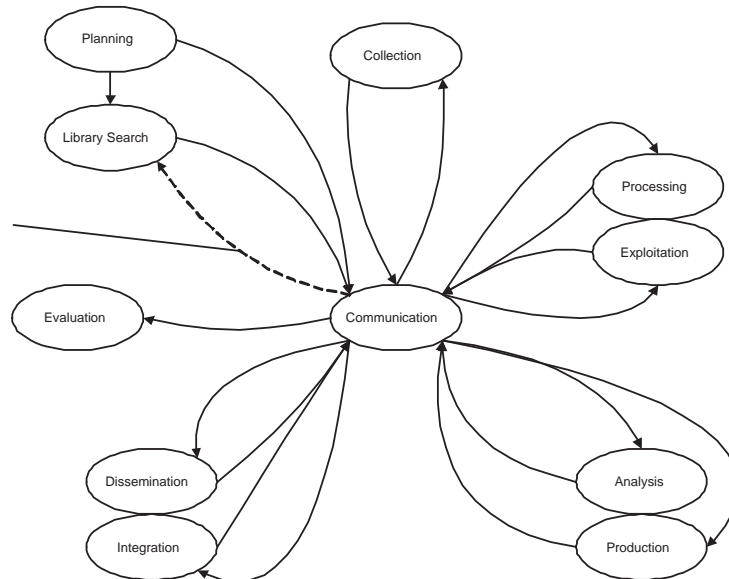 Planning
Collection
Library Search
Processing
Exploitation
Evaluation
Communication
Dissemination
Analysis
Integration
Production